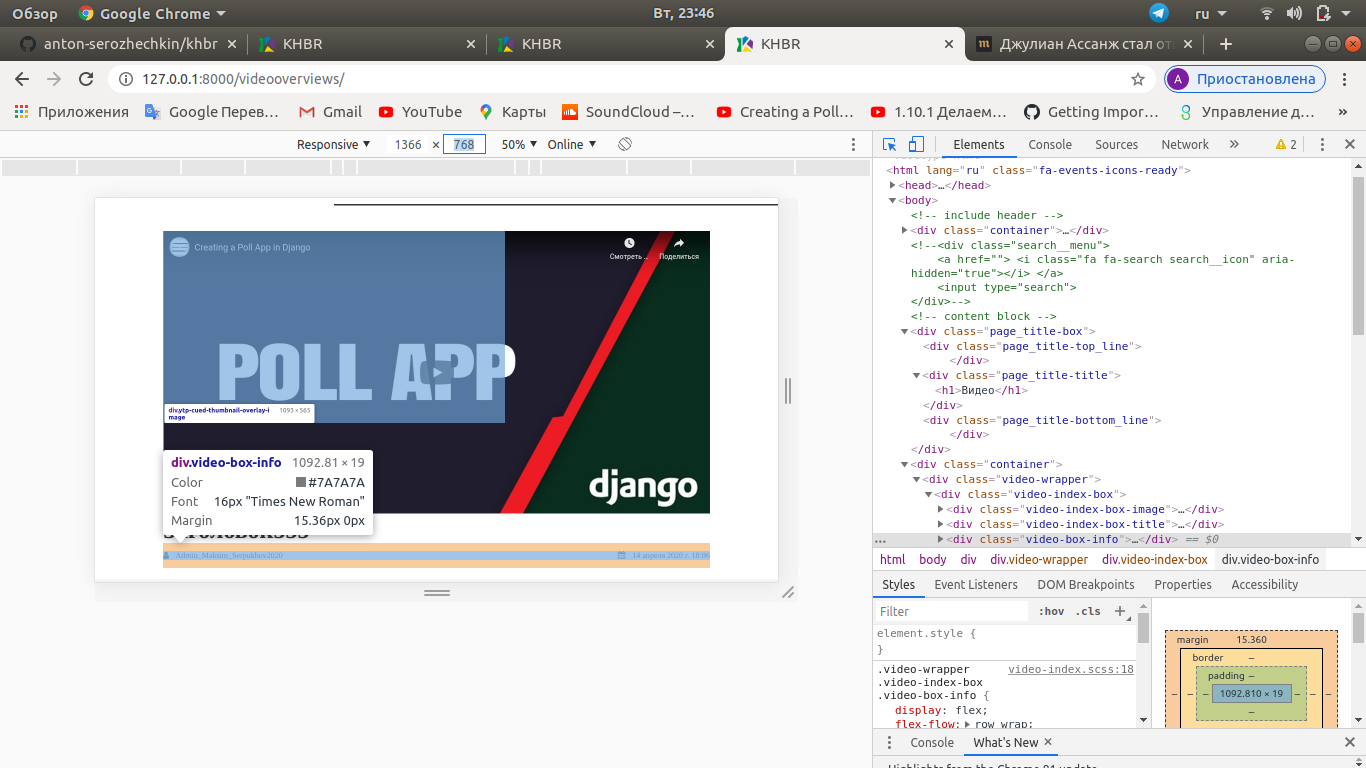 Обзор Google Chrome Вт, 23:46 ru
anton-serozhechkin/khbr KHBR KHBR KHBR Джулиан Ассанж стал от
127.0.0.1:8000/videooverviews/ A Приостановлена
Приложения Google Перев… Gmail YouTube Карты SoundCloud –… Creating a Poll… 1.10.1 Делаем… Getting Impor… Управление д… »
Responsive 1366 × 768 50% Online
Elements Console Sources Network » 2
<html lang="ru" class="fa-events-icons-ready">
<head>…</head>
<body>
<!-- include header -->
<div class="container">…</div>
<!--<div class="search__menu">
<a href=""> <i class="fa fa-search search__icon" aria-
hidden="true"></i> </a>
<input type="search">
</div>-->
<!-- content block -->
<div class="page_title-box">
<div class="page_title-top_line">
</div>
<div class="page_title-title">
<h1>Видео</h1>
</div>
<div class="page_title-bottom_line">
</div>
</div>
<div class="container">
<div class="video-wrapper">
<div class="video-index-box">
<div class="video-index-box-image">…</div>
<div class="video-index-box-title">…</div>
… <div class="video-box-info">…</div> == $0
html body div div.video-wrapper div.video-index-box div.video-box-info
Styles Event Listeners DOM Breakpoints Properties Accessibility
Filter :hov .cls +
element.style {
}
.video-wrapper video-index.scss:18
.video-index-box
.video-box-info {
display: flex;
flex-flow: row wrap;
margin 15.360
border –
padding –
– – – 1092.810 × 19 – – –
–
Console What's New
Highlights from the Chrome 81 update
Creating a Poll App in Django
Смотреть .. Поделиться
POLL APP
div.ytp-cued-thumbnail-overlay-i 1093 × 565
mage
django
div.video-box-info 1092.81 × 19
Color #7A7A7A
Font 16px "Times New Roman"
Margin 15.36px 0px
Admin_Maksim_Serpukhov2020 14 апреля 2020 г. 18:06